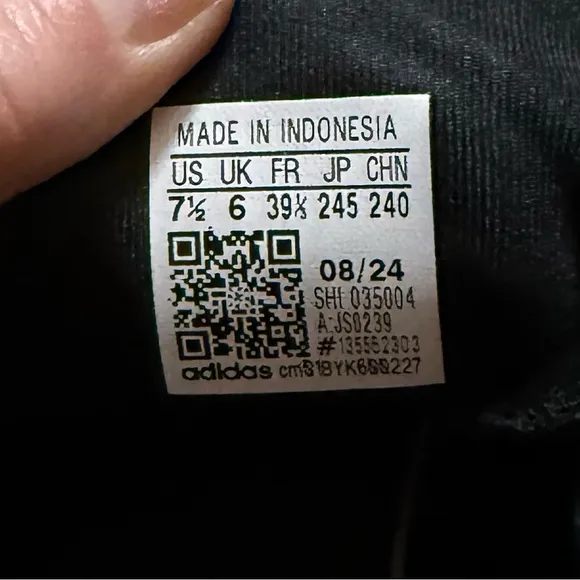 MADE IN INDONESIA
US UK FR JP CHN
7½ 6 39⅓ 245 240
08/24
SHI 035004
A:JS0239
#135562303
adidas